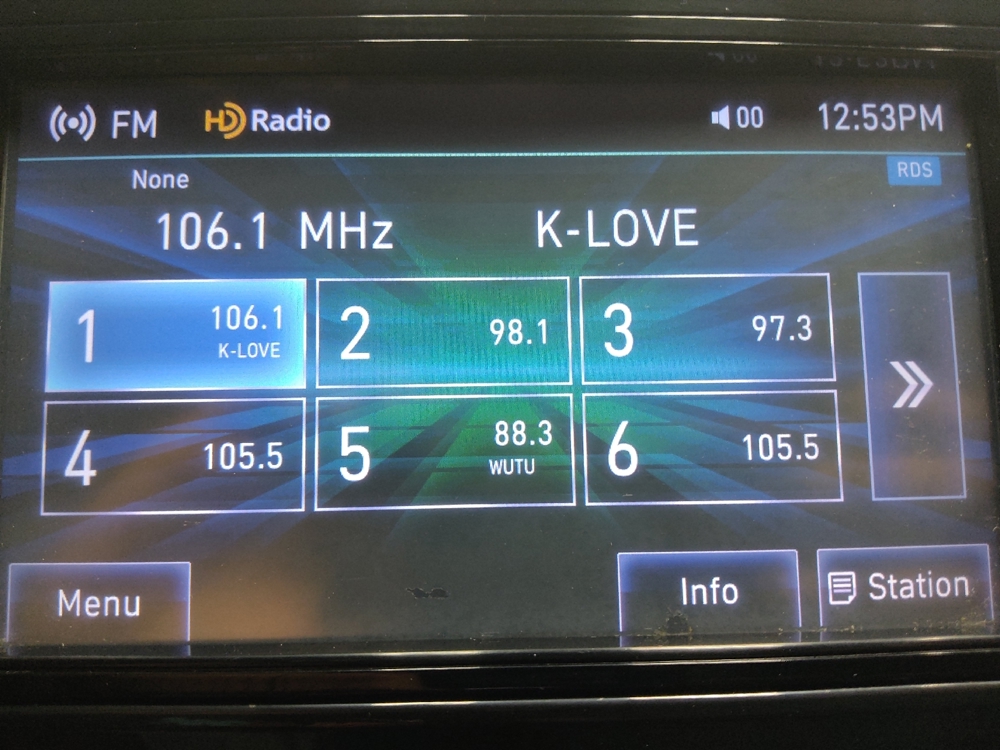 FM HD Radio 00 12:53PM
None RDS
106.1 MHz K-LOVE
1 106.1 2 98.1 3 97.3
K-LOVE
4 105.5 5 88.3 6 105.5
WUTU
Menu Info Station